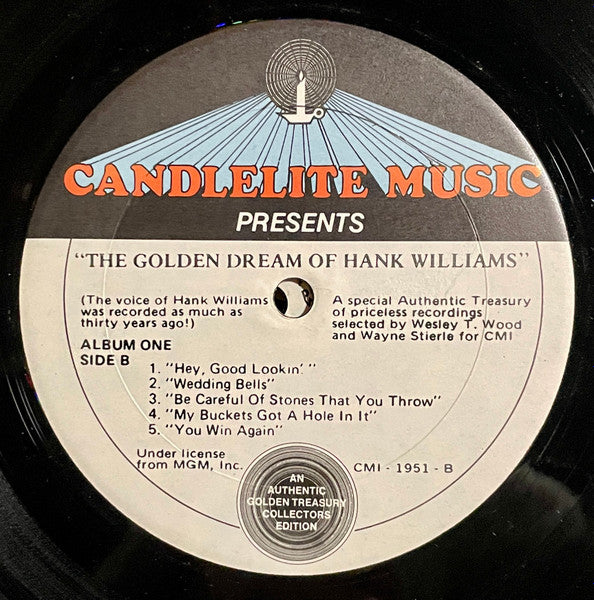 CANDLELITE MUSIC
PRESENTS
"THE GOLDEN DREAM OF HANK WILLIAMS"
(The voice of Hank Williams
was recorded as much as
thirty years ago!)
A special Authentic Treasury
of priceless recordings
selected by Wesley T. Wood
and Wayne Stierle for CMI
ALBUM ONE
SIDE B
1. "Hey, Good Lookin' "
2. "Wedding Bells"
3. "Be Careful Of Stones That You Throw"
4. "My Buckets Got A Hole In It"
5. "You Win Again"
Under license
from MGM, Inc.
CMI - 1951 - B
AN
AUTHENTIC
GOLDEN TREASURY
COLLECTORS
EDITION